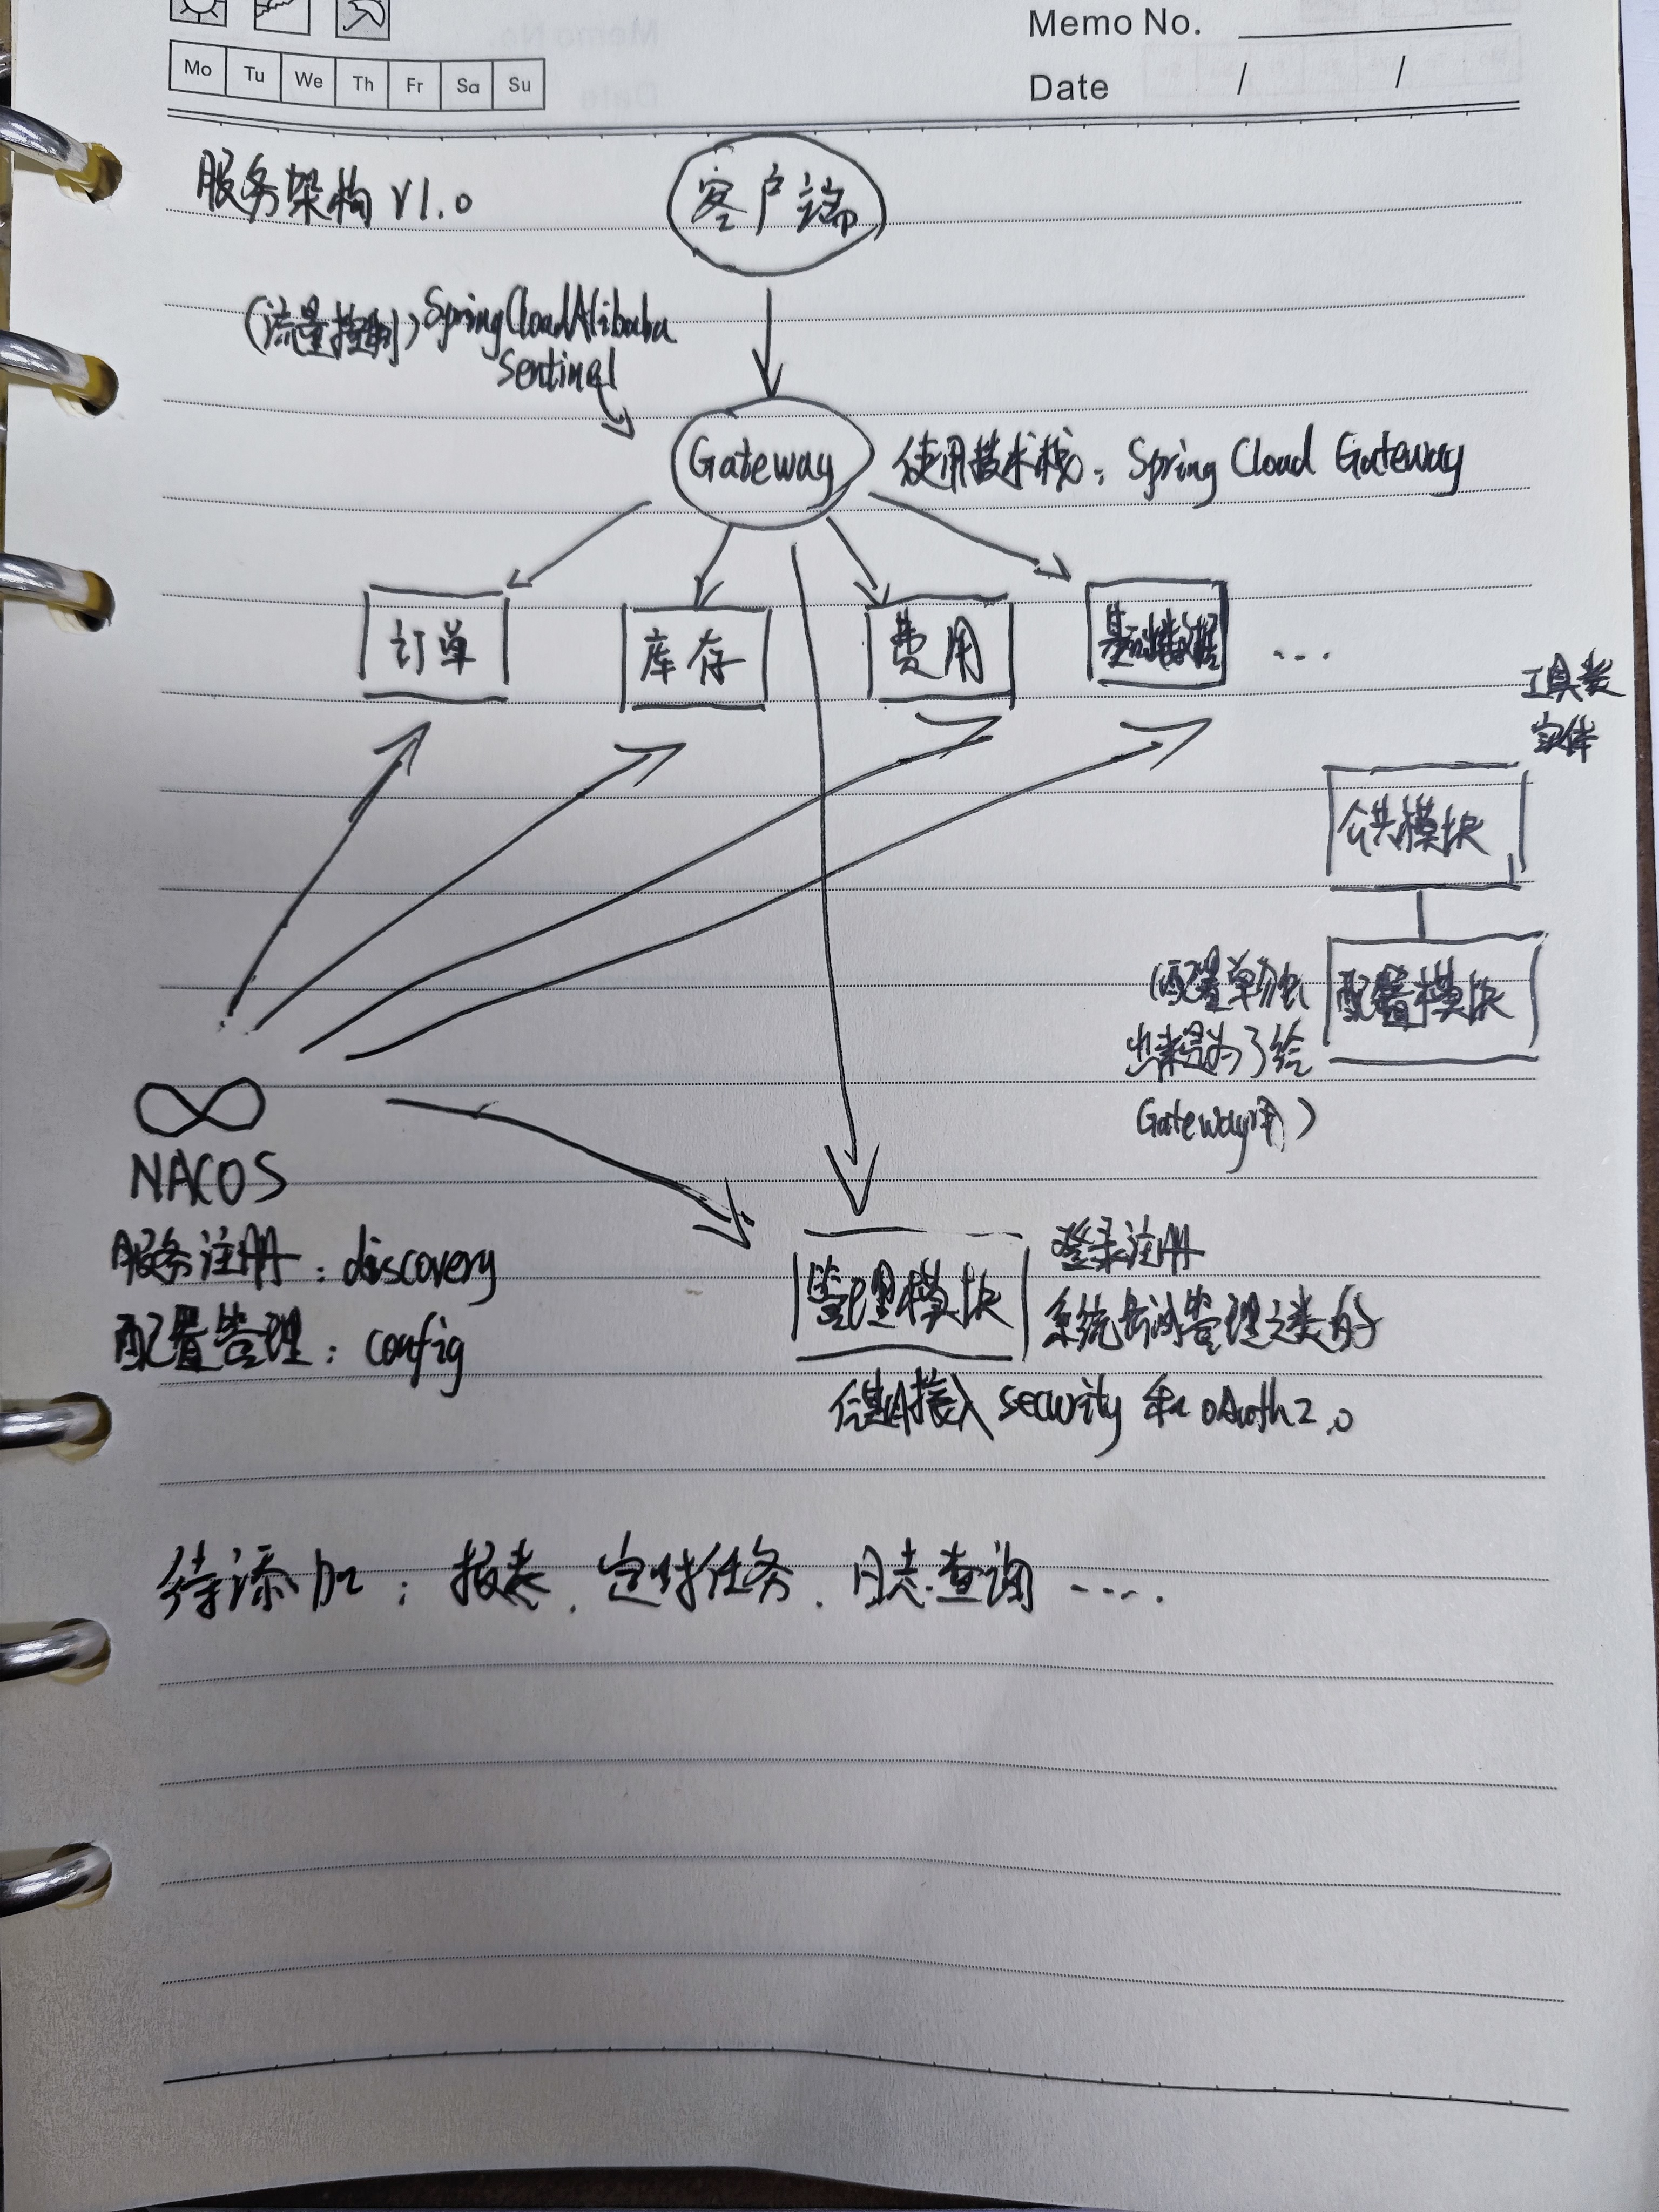 Memo No.
Mo Tu We Th Fr Sa Su
Date / /
服务架构 V1.0
客户端
(流量控制) SpringCloudAlibaba
Sentinel
Gateway
使用技术栈: Spring Cloud Gateway
订单
库存
费用
基础数据
...
工具类
实体
公共模块
配置模块
(配置单独
出来是为了给
Gateway用)
NACOS
服务注册: discovery
配置管理: config
管理模块
登录注册
系统 管理之类的
接入 security 和 oAuth2.0
待添加: 报表、定时任务、日志查询 .....